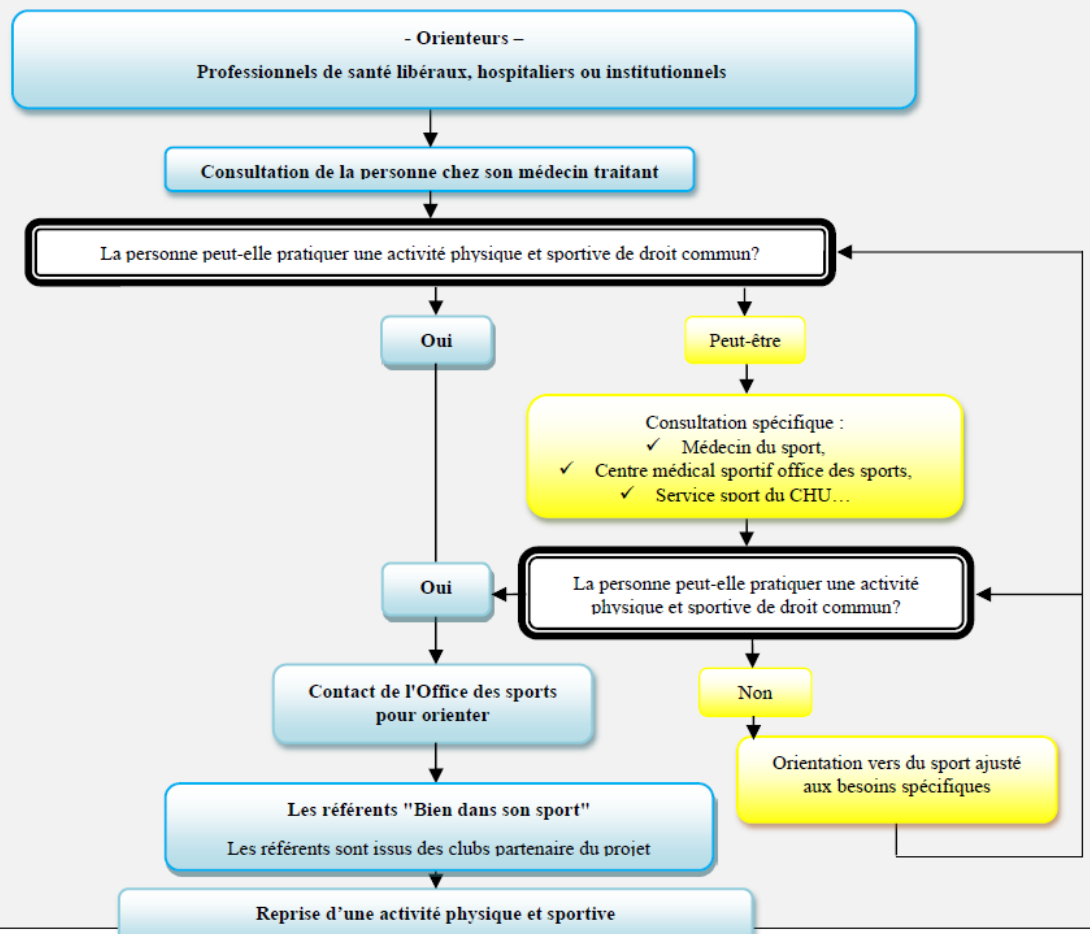 - Orienteurs –
Professionnels de santé libéraux, hospitaliers ou institutionnels
Consultation de la personne chez son médecin traitant
La personne peut-elle pratiquer une activité physique et sportive de droit commun?
Oui
Peut-être
Consultation spécifique :
✓ Médecin du sport,
✓ Centre médical sportif office des sports,
✓ Service sport du CHU…
Oui
La personne peut-elle pratiquer une activité
physique et sportive de droit commun?
Non
Contact de l'Office des sports
pour orienter
Orientation vers du sport ajusté
aux besoins spécifiques
Les référents "Bien dans son sport"
Les référents sont issus des clubs partenaire du projet
Reprise d’une activité physique et sportive